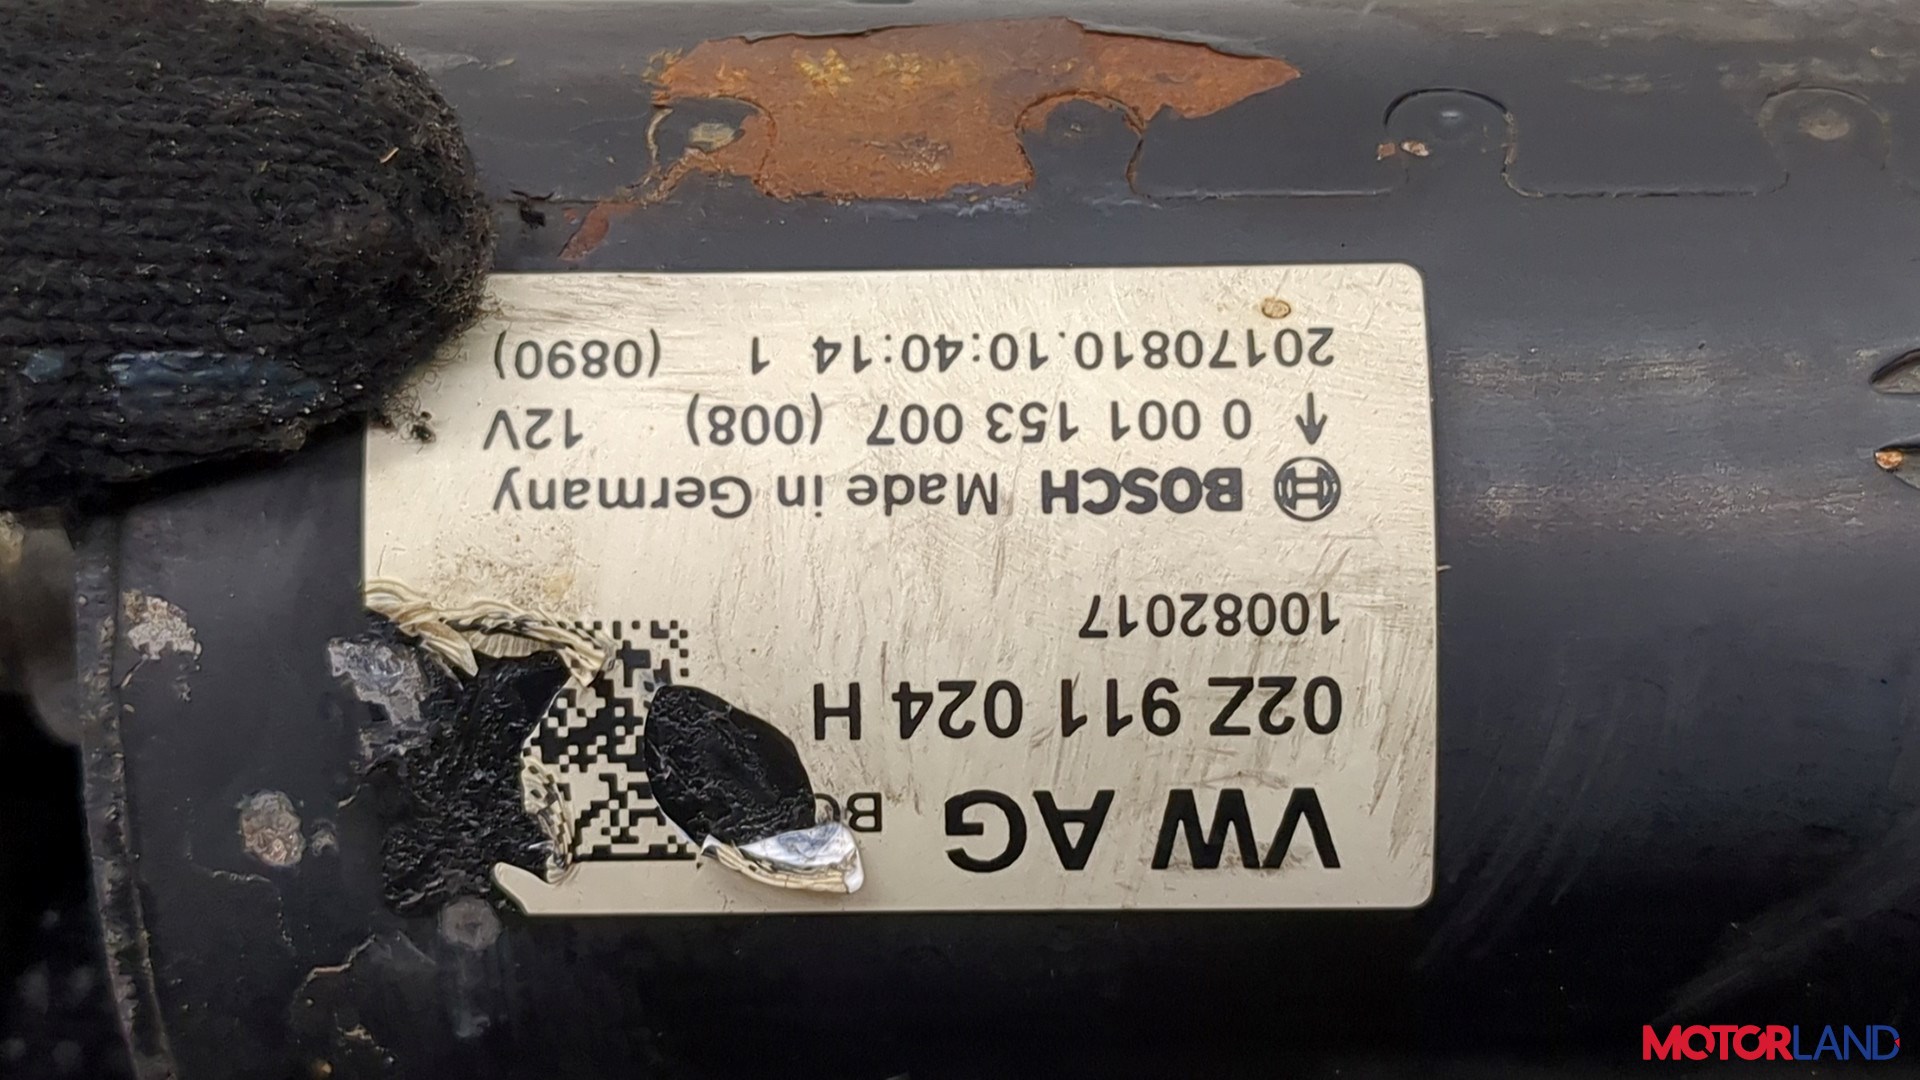 VW AG
02Z 911 024 H
10082017
BOSCH Made in Germany
0 001 153 007 (008) 12V
20170810.10:40:14 1 (0890)
MOTORLAND